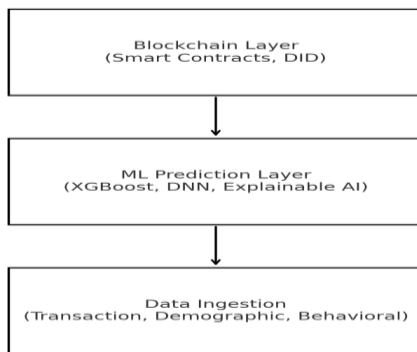 Blockchain Layer
(Smart Contracts, DID)
ML Prediction Layer
(XGBoost, DNN, Explainable AI)
Data Ingestion
(Transaction, Demographic, Behavioral)